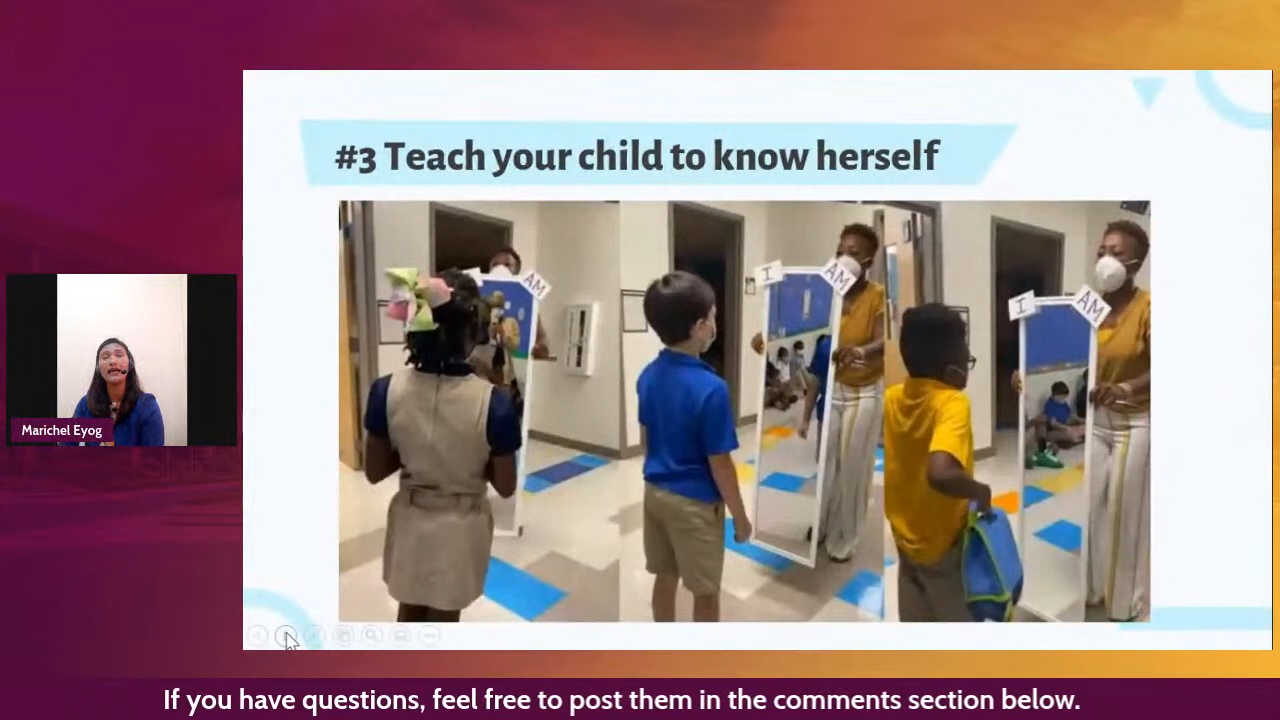 #3 Teach your child to know herself
AM
I
AM
I
AM
Marichel Eyog
If you have questions, feel free to post them in the comments section below.